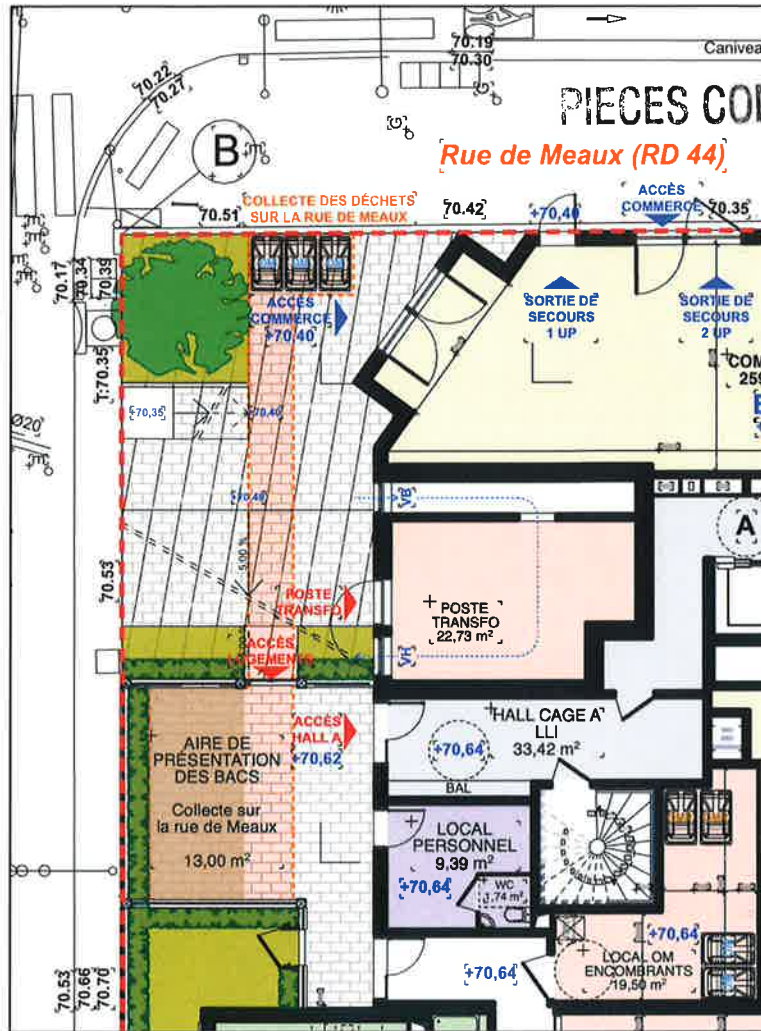 70.19
70.30
70.22
70.27
PIECES
Rue de Meaux (RD 44)
B
COLLECTE DES DÉCHETS
SUR LA RUE DE MEAUX
70.51
70.42
+70,40
ACCÈS
COMMERCE
70.35
70.17
70.34
70.39
ACCÈS
COMMERCE
+70,40
SORTIE DE
SECOURS
1 UP
SORTIE DE
SECOURS
2 UP
T:70.35
+70,35
+70,40
Ø20
VB
A
5.00 %
70.53
POSTE
TRANSFO
POSTE
TRANSFO
22,73 m²
VH
ACCÈS
LOGEMENTS
ACCÈS
HALL A
+70,62
HALL CAGE A
LLI
33,42 m²
+70,64
BAL
AIRE DE
PRÉSENTATION
DES BACS
Collecte sur
la rue de Meaux
13,00 m²
LOCAL
PERSONNEL
9,39 m²
+70,64
WC
1,74 m²
+70,64
LOCAL OM
ENCOMBRANTS
19,50 m²
+70,64
70.53
70.66
70.70